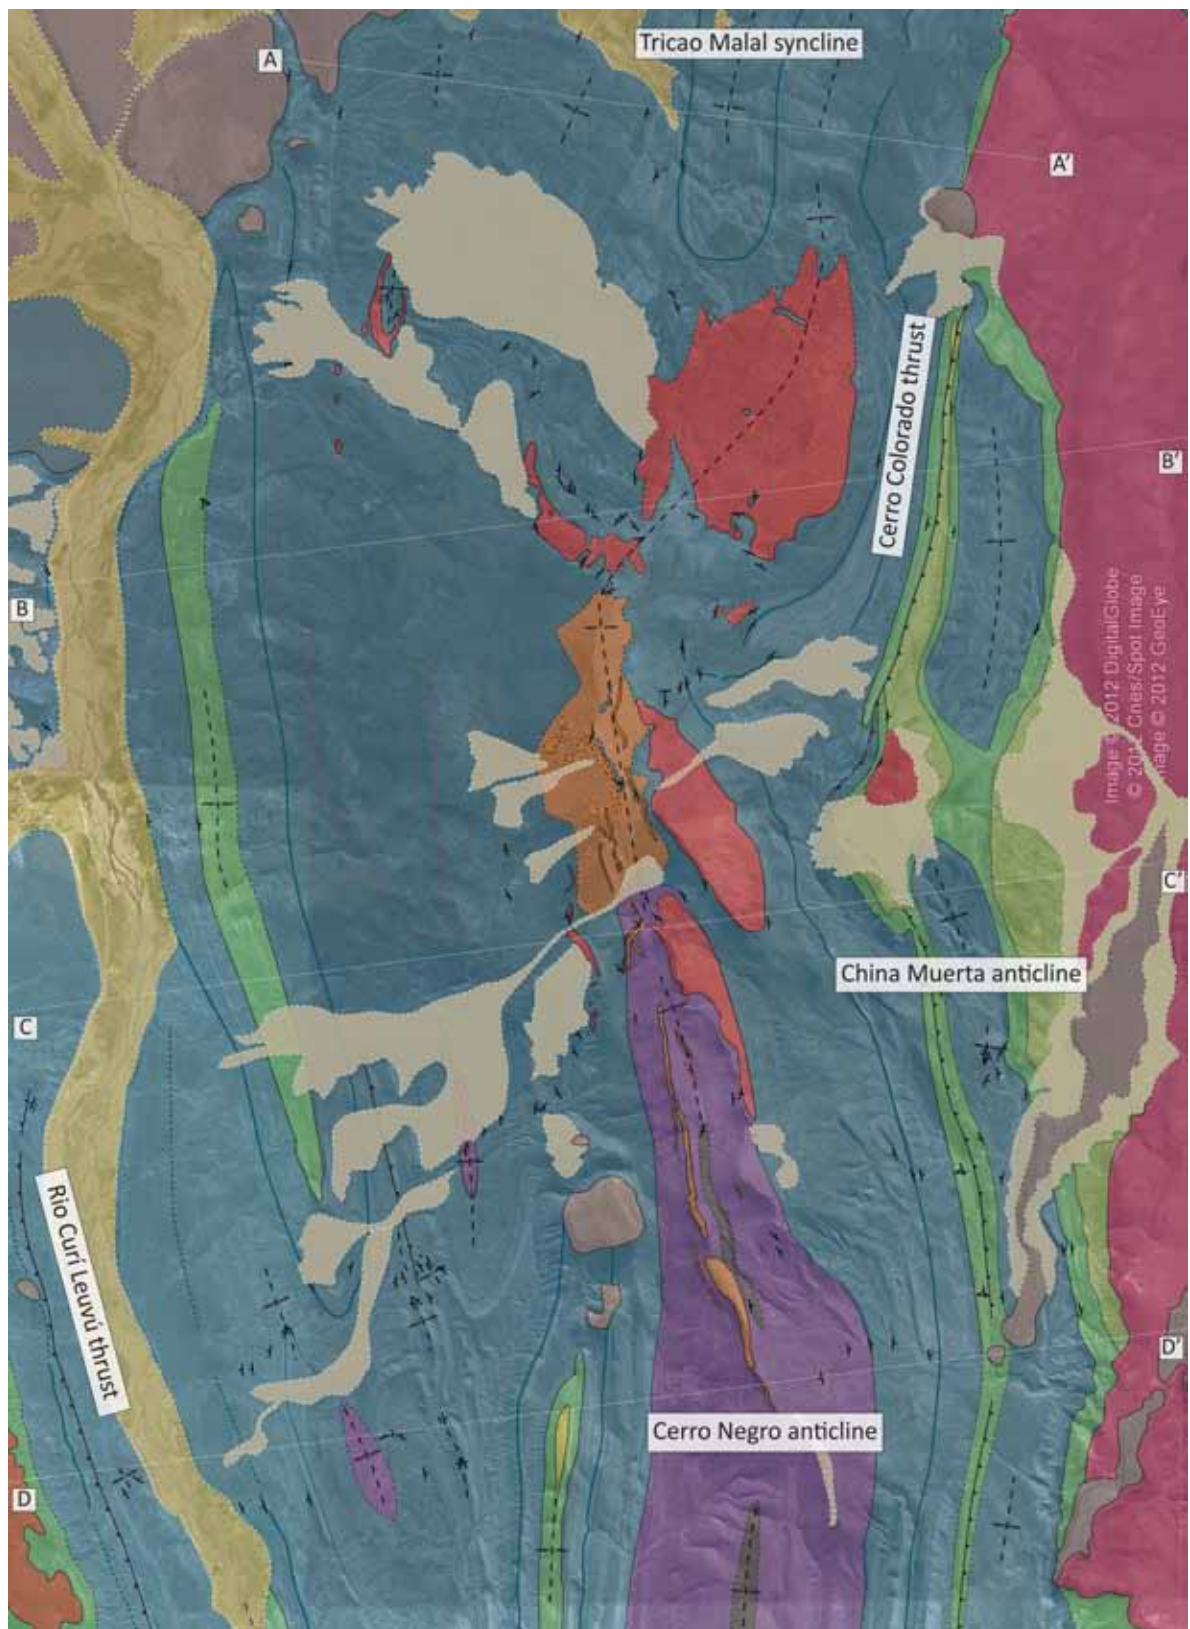 Tricao Malal syncline
A
A'
Cerro Colorado thrust
B'
B
Image © 2012 DigitalGlobe
© 2012 Cnes/Spot Image
Image © 2012 GeoEye
C'
China Muerta anticline
C
Rio Curí Leuvú thrust
D'
Cerro Negro anticline
D